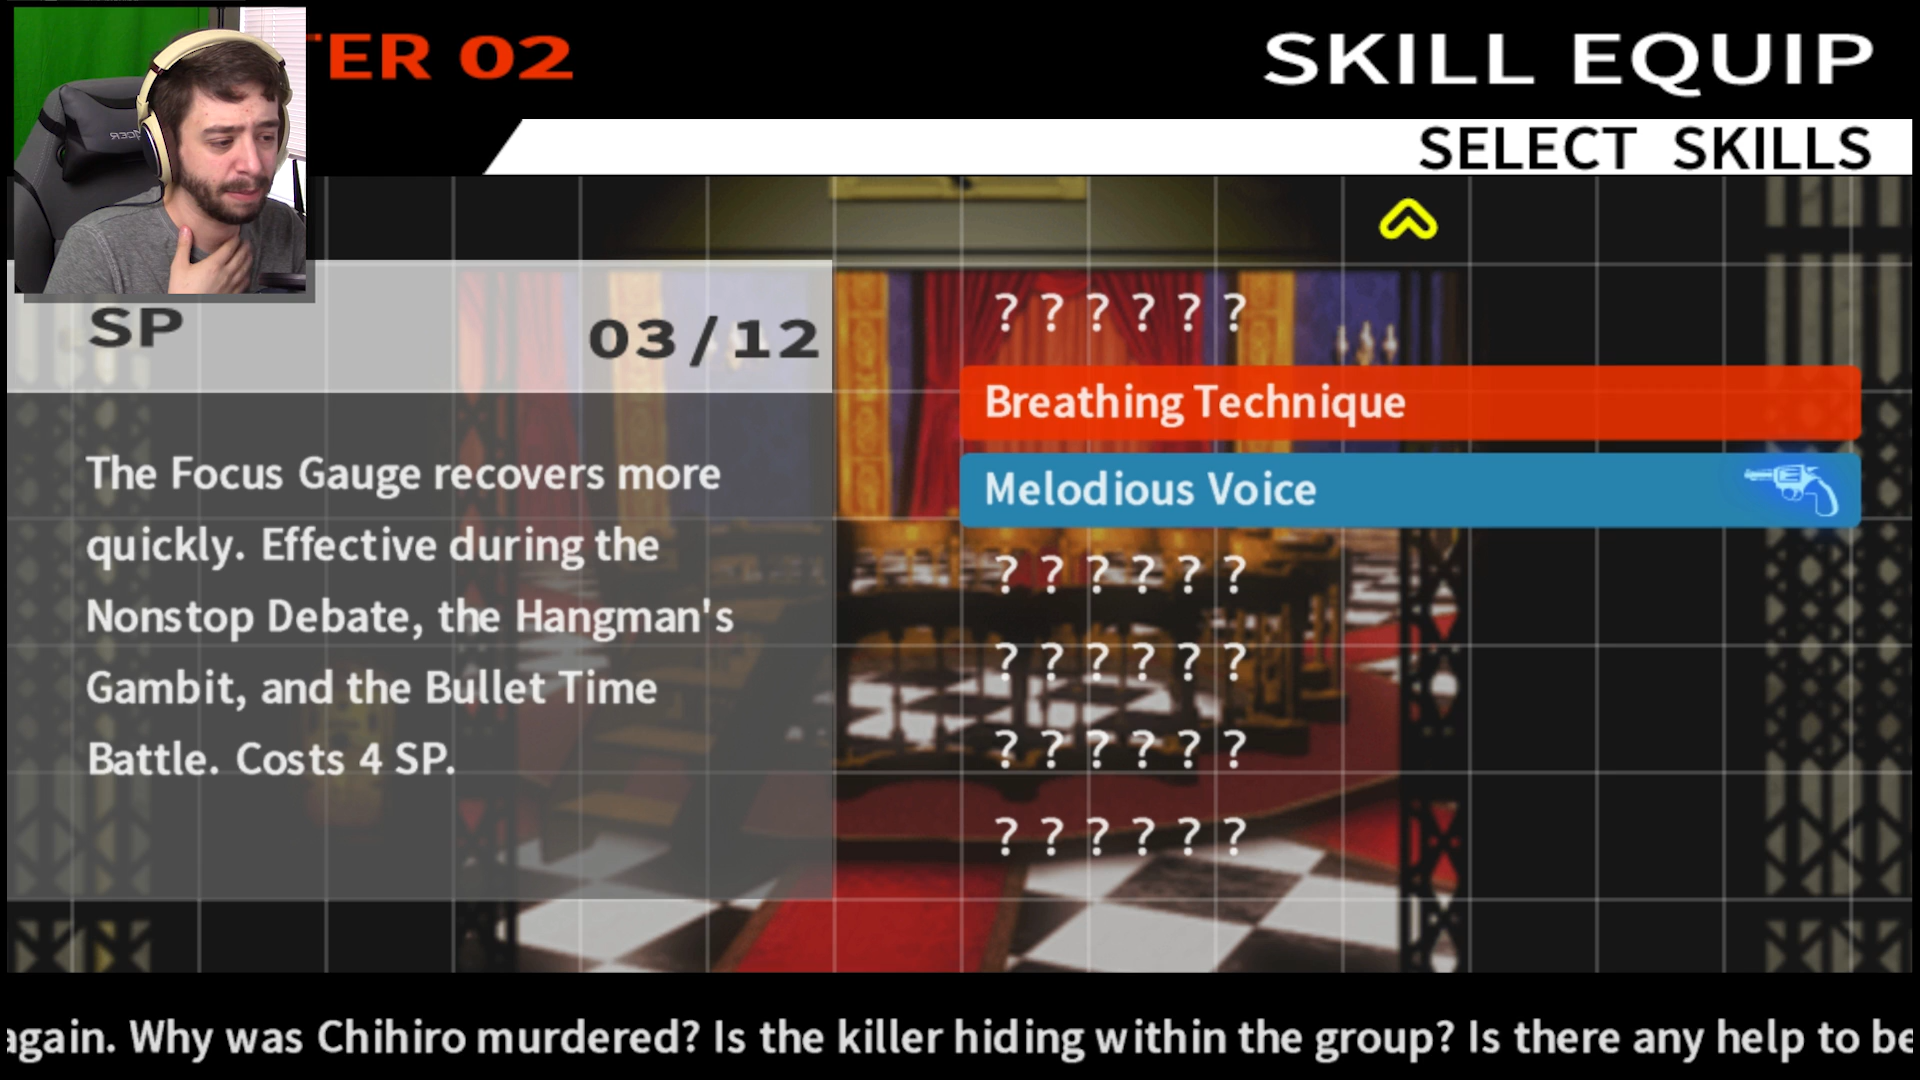 TER 02
SKILL EQUIP
SELECT SKILLS
SP
03/12
The Focus Gauge recovers more
quickly. Effective during the
Nonstop Debate, the Hangman's
Gambit, and the Bullet Time
Battle. Costs 4 SP.
? ? ? ? ? ?
Breathing Technique
Melodious Voice
? ? ? ? ? ?
? ? ? ? ? ?
? ? ? ? ? ?
? ? ? ? ? ?
again. Why was Chihiro murdered? Is the killer hiding within the group? Is there any help to be